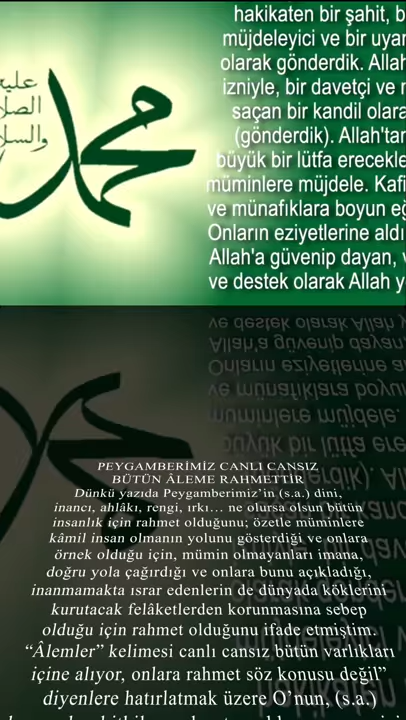 hakikaten bir şahit, b
müjdeleyici ve bir uyar
olarak gönderdik. Allah
izniyle, bir davetçi ve n
saçan bir kandil olara
(gönderdik). Allah'tar
büyük bir lütfa erecekle
müminlere müjdele. Kafi
ve münafıklara boyun eğ
Onların eziyetlerine aldı
Allah'a güvenip dayan, v
ve destek olarak Allah y
عليه
الصلا
والسلا
محمد
PEYGAMBERİMİZ CANLI CANSIZ
BÜTÜN ÂLEME RAHMETTİR
Dünkü yazıda Peygamberimiz'in (s.a.) dini,
inancı, ahlâkı, rengi, ırkı… ne olursa olsun bütün
insanlık için rahmet olduğunu; özetle müminlere
kâmil insan olmanın yolunu gösterdiği ve onlara
örnek olduğu için, mümin olmayanları imana,
doğru yola çağırdığı ve onlara bunu açıkladığı,
inanmamakta ısrar edenlerin de dünyada köklerini
kurutacak felâketlerden korunmasına sebep
olduğu için rahmet olduğunu ifade etmiştim.
“Âlemler” kelimesi canlı cansız bütün varlıkları
içine alıyor, onlara rahmet söz konusu değil”
diyenlere hatırlatmak üzere O’nun, (s.a.)